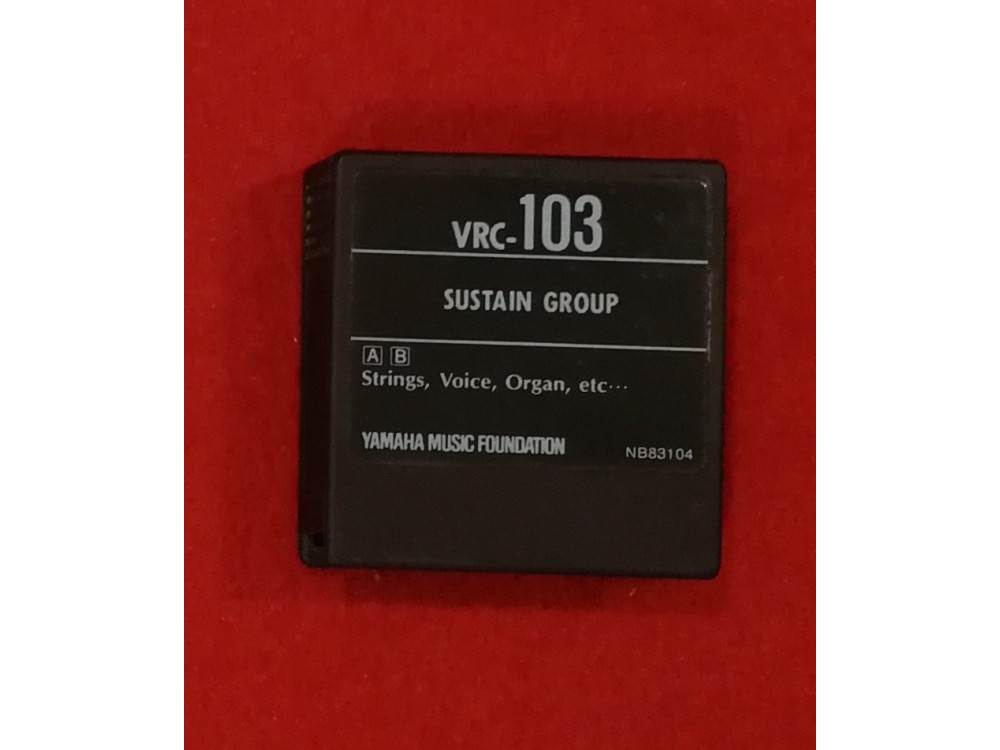 VRC-103
SUSTAIN GROUP
A B
Strings, Voice, Organ, etc···
YAMAHA MUSIC FOUNDATION
NB83104